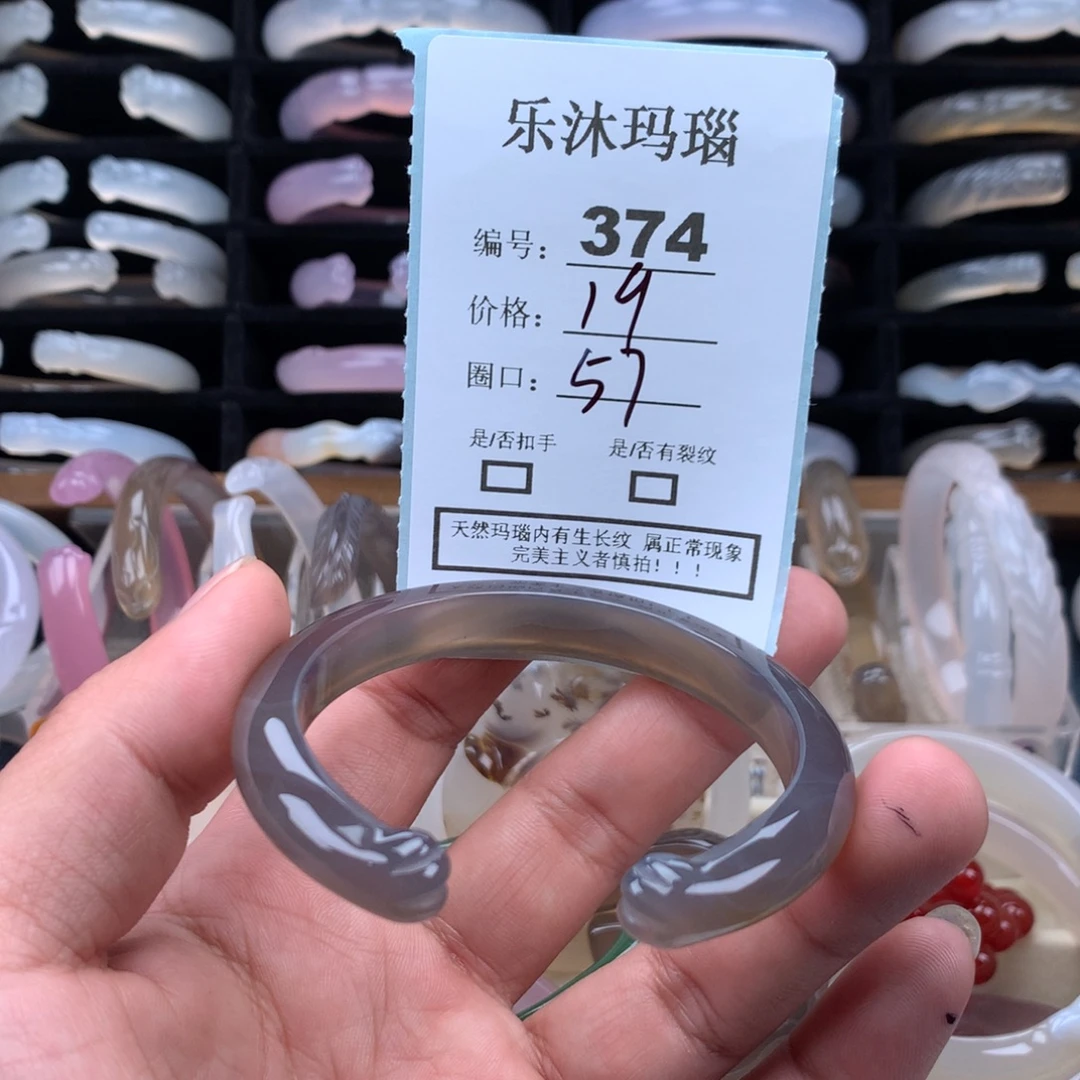 乐沐玛瑙
编号：374
价格：19
圈口：57
是/否扣手 是/否有裂纹
天然玛瑙内有生长纹 属正常现象
完美主义者慎拍！！！